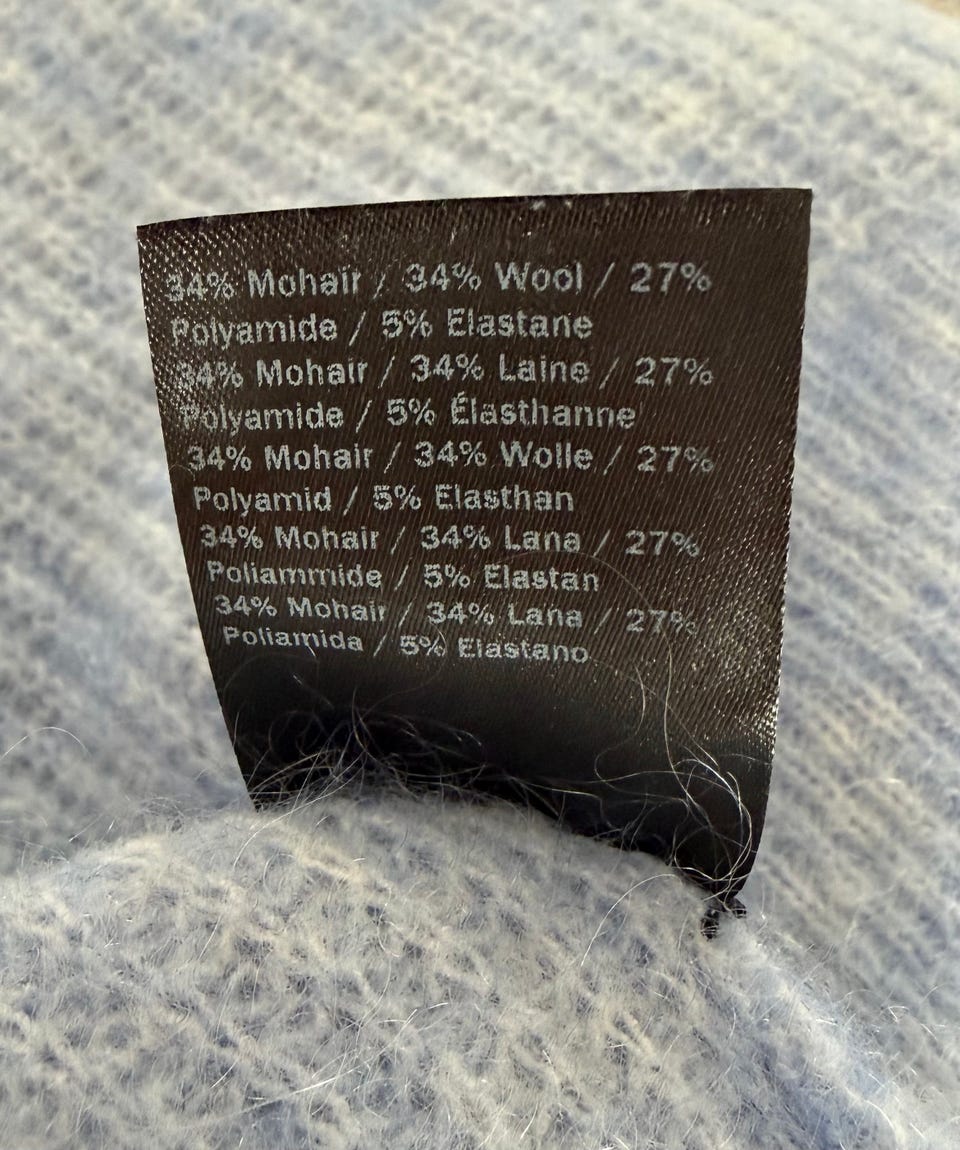 34% Mohair / 34% Wool / 27%
Polyamide / 5% Elastane
34% Mohair / 34% Laine / 27%
Polyamide / 5% Élasthanne
34% Mohair / 34% Wolle / 27%
Polyamid / 5% Elasthan
34% Mohair / 34% Lana / 27%
Poliammide / 5% Elastan
34% Mohair / 34% Lana / 27%
Poliamida / 5% Elastano